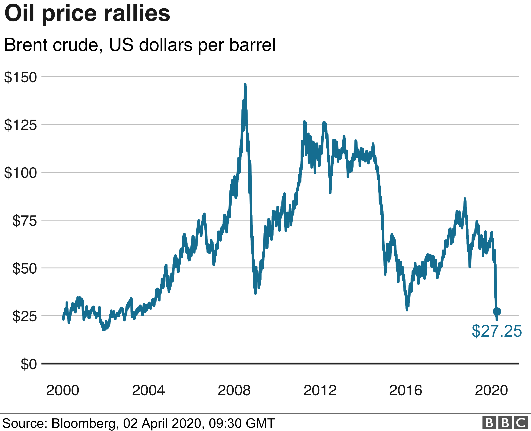 Oil price rallies
Brent crude, US dollars per barrel
$150
$125
$100
$75
$50
$25
$0
$27.25
2000 2004 2008 2012 2016 2020
Source: Bloomberg, 02 April 2020, 09:30 GMT
BBC